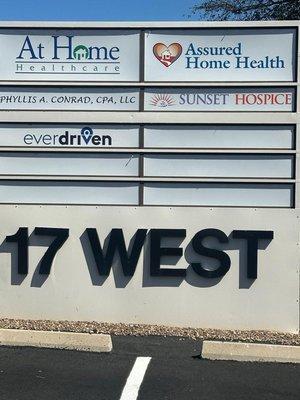 At Home
Healthcare
Assured
Home Health
PHYLLIS A. CONRAD, CPA, LLC
SUNSET HOSPICE
everdriven
17 WEST